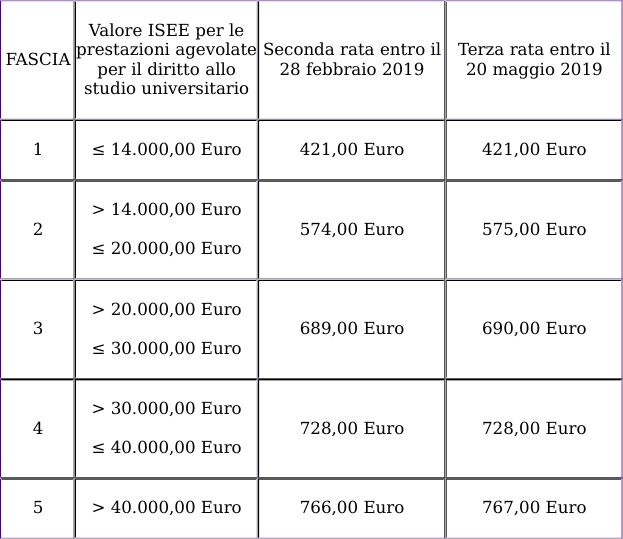 FASCIA
Valore ISEE per le
prestazioni agevolate
per il diritto allo
studio universitario
Seconda rata entro il
28 febbraio 2019
Terza rata entro il
20 maggio 2019
1
≤ 14.000,00 Euro
421,00 Euro
421,00 Euro
2
> 14.000,00 Euro
≤ 20.000,00 Euro
574,00 Euro
575,00 Euro
3
> 20.000,00 Euro
≤ 30.000,00 Euro
689,00 Euro
690,00 Euro
4
> 30.000,00 Euro
≤ 40.000,00 Euro
728,00 Euro
728,00 Euro
5
> 40.000,00 Euro
766,00 Euro
767,00 Euro